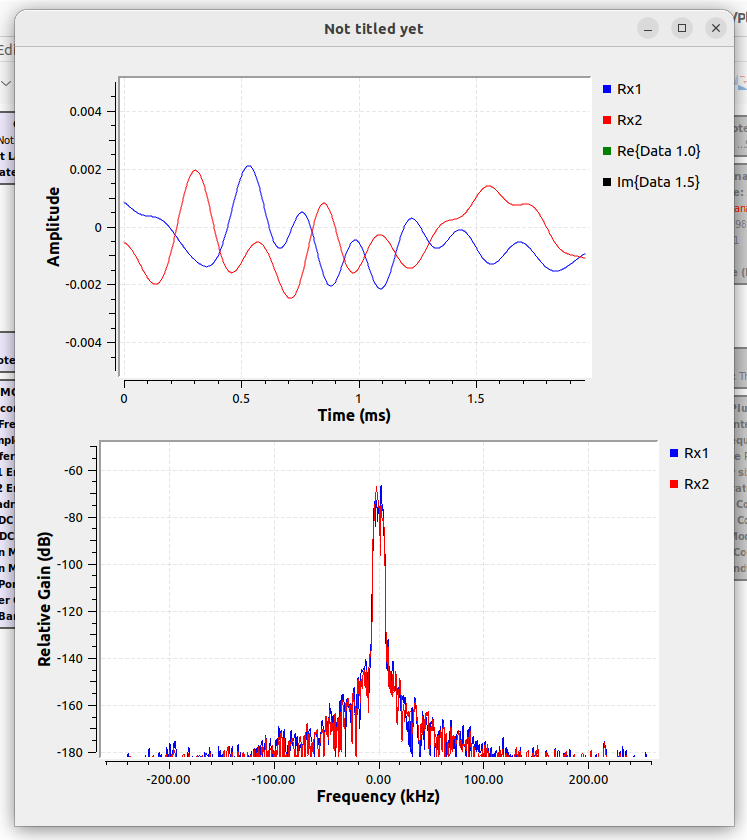 Not titled yet
Rx1
Rx2
Re{Data 1.0}
Im{Data 1.5}
Amplitude
0.004
0.002
0
-0.002
-0.004
0 0.5 1 1.5
Time (ms)
Rx1
Rx2
Relative Gain (dB)
-60
-80
-100
-120
-140
-160
-180
-200.00 -100.00 0.00 100.00 200.00
Frequency (kHz)